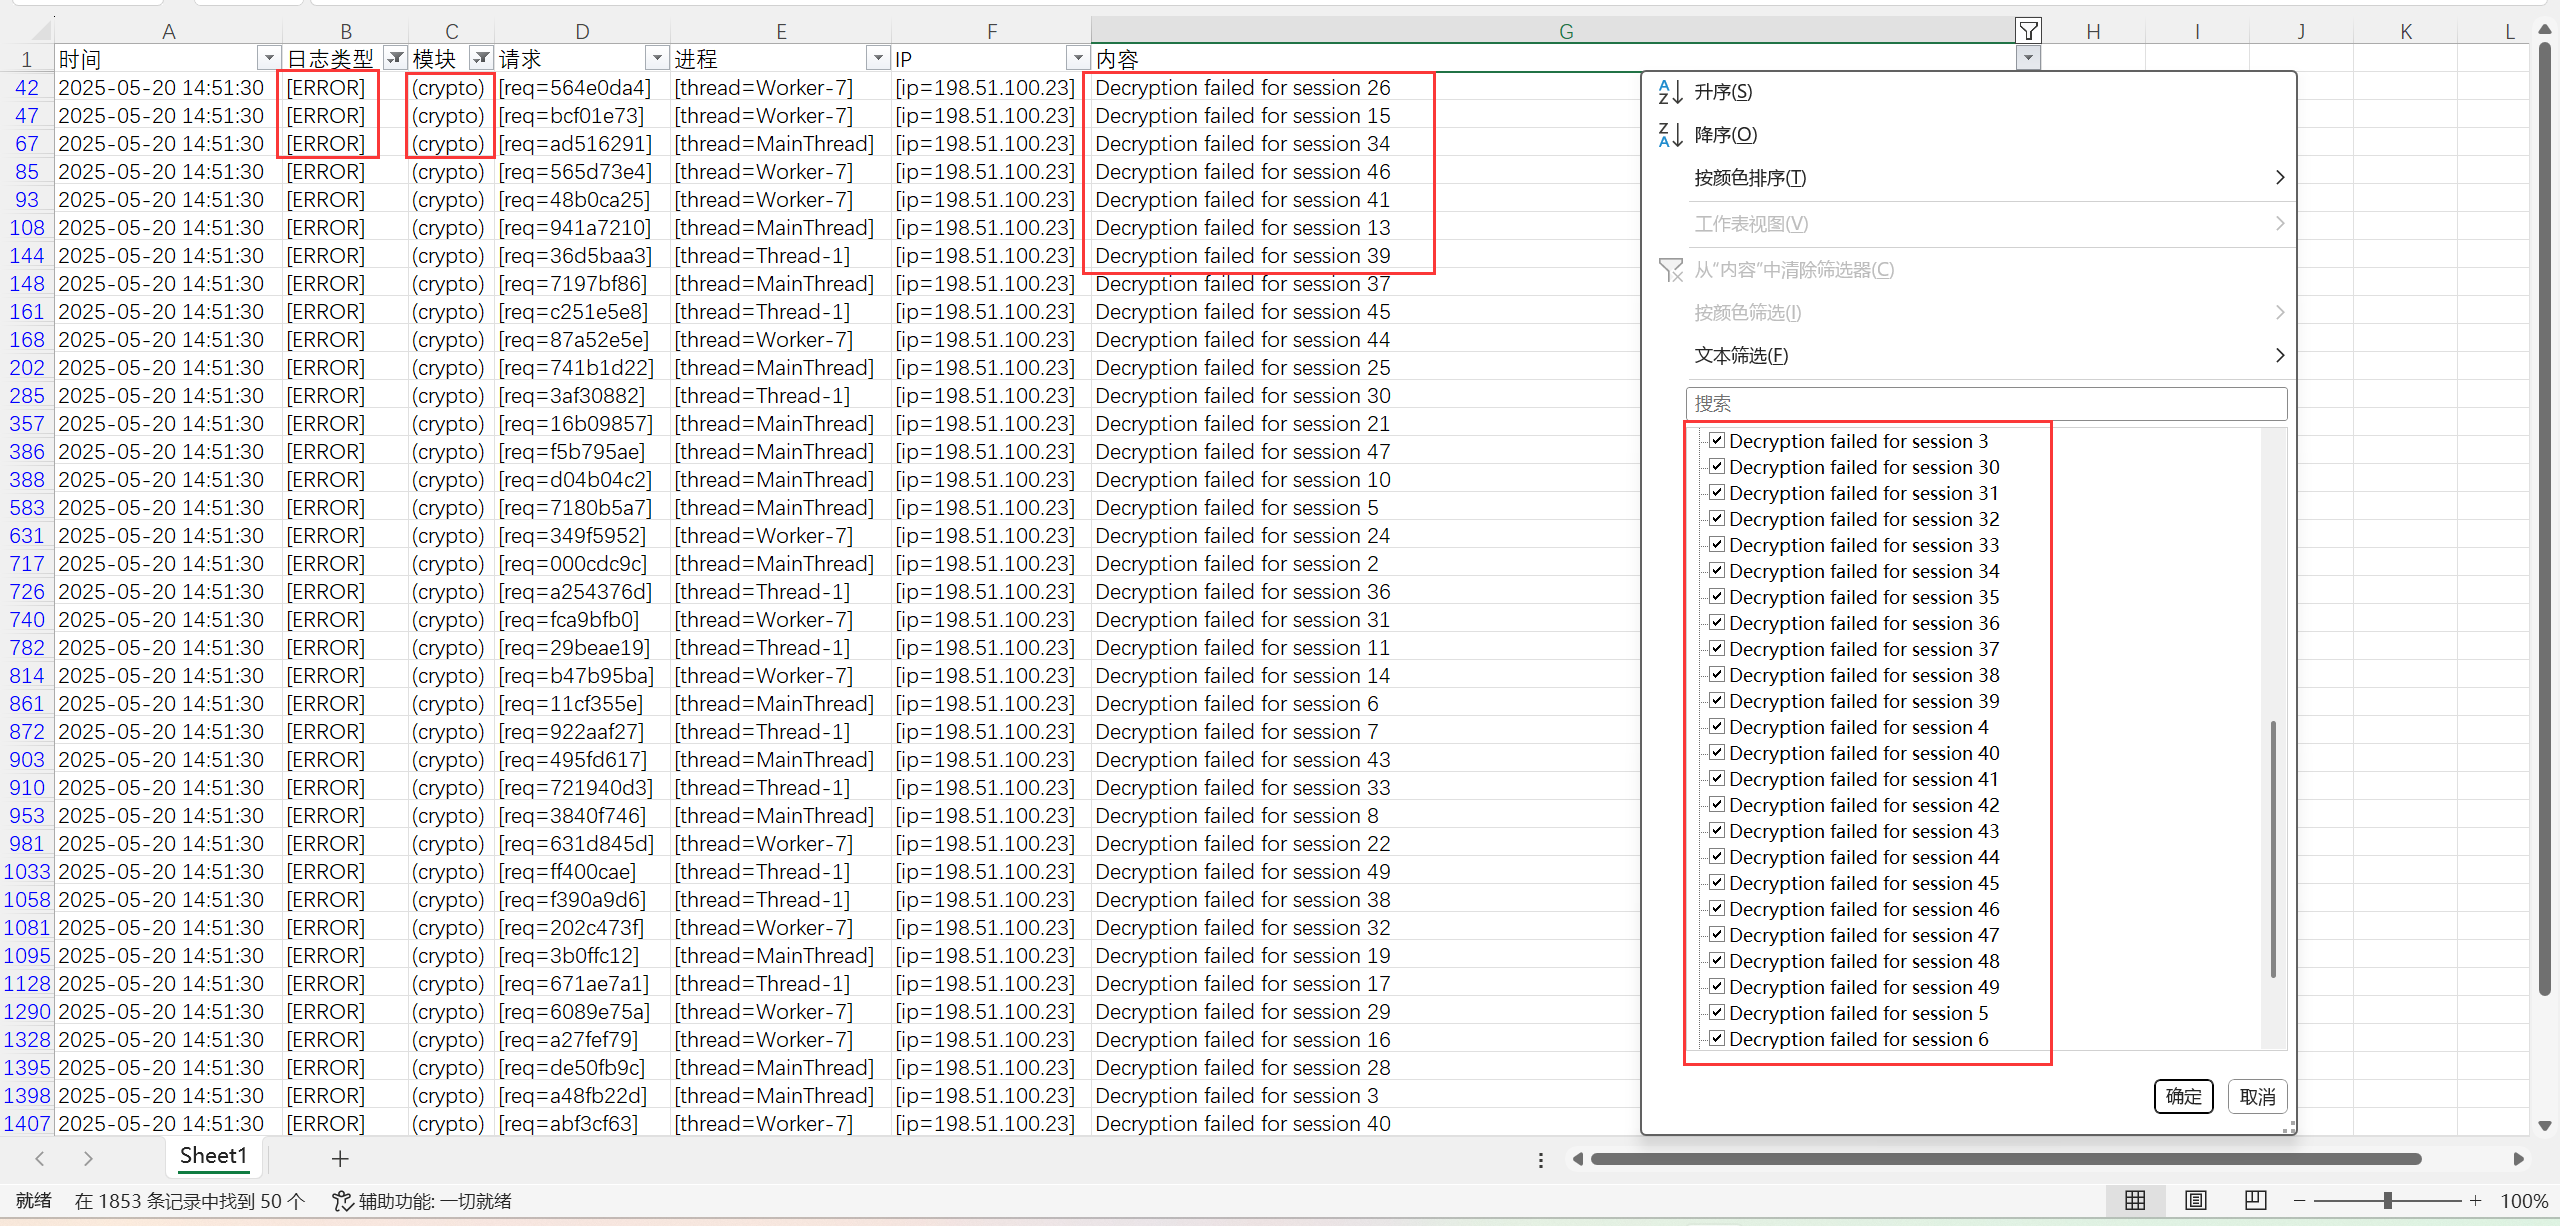 A B C D E F G H I J K L
1 时间 日志类型 模块 请求 进程 IP 内容
42 2025-05-20 14:51:30 [ERROR] (crypto) [req=564e0da4] [thread=Worker-7] [ip=198.51.100.23] Decryption failed for session 26
47 2025-05-20 14:51:30 [ERROR] (crypto) [req=bcf01e73] [thread=Worker-7] [ip=198.51.100.23] Decryption failed for session 15
67 2025-05-20 14:51:30 [ERROR] (crypto) [req=ad516291] [thread=MainThread] [ip=198.51.100.23] Decryption failed for session 34
85 2025-05-20 14:51:30 [ERROR] (crypto) [req=565d73e4] [thread=Worker-7] [ip=198.51.100.23] Decryption failed for session 46
93 2025-05-20 14:51:30 [ERROR] (crypto) [req=48b0ca25] [thread=Worker-7] [ip=198.51.100.23] Decryption failed for session 41
108 2025-05-20 14:51:30 [ERROR] (crypto) [req=941a7210] [thread=MainThread] [ip=198.51.100.23] Decryption failed for session 13
144 2025-05-20 14:51:30 [ERROR] (crypto) [req=36d5baa3] [thread=Thread-1] [ip=198.51.100.23] Decryption failed for session 39
148 2025-05-20 14:51:30 [ERROR] (crypto) [req=7197bf86] [thread=MainThread] [ip=198.51.100.23] Decryption failed for session 37
161 2025-05-20 14:51:30 [ERROR] (crypto) [req=c251e5e8] [thread=Thread-1] [ip=198.51.100.23] Decryption failed for session 45
168 2025-05-20 14:51:30 [ERROR] (crypto) [req=87a52e5e] [thread=Worker-7] [ip=198.51.100.23] Decryption failed for session 44
202 2025-05-20 14:51:30 [ERROR] (crypto) [req=741b1d22] [thread=MainThread] [ip=198.51.100.23] Decryption failed for session 25
285 2025-05-20 14:51:30 [ERROR] (crypto) [req=3af30882] [thread=Thread-1] [ip=198.51.100.23] Decryption failed for session 30
357 2025-05-20 14:51:30 [ERROR] (crypto) [req=16b09857] [thread=MainThread] [ip=198.51.100.23] Decryption failed for session 21
386 2025-05-20 14:51:30 [ERROR] (crypto) [req=f5b795ae] [thread=MainThread] [ip=198.51.100.23] Decryption failed for session 47
388 2025-05-20 14:51:30 [ERROR] (crypto) [req=d04b04c2] [thread=MainThread] [ip=198.51.100.23] Decryption failed for session 10
583 2025-05-20 14:51:30 [ERROR] (crypto) [req=7180b5a7] [thread=MainThread] [ip=198.51.100.23] Decryption failed for session 5
631 2025-05-20 14:51:30 [ERROR] (crypto) [req=349f5952] [thread=Worker-7] [ip=198.51.100.23] Decryption failed for session 24
717 2025-05-20 14:51:30 [ERROR] (crypto) [req=000cdc9c] [thread=MainThread] [ip=198.51.100.23] Decryption failed for session 2
726 2025-05-20 14:51:30 [ERROR] (crypto) [req=a254376d] [thread=Thread-1] [ip=198.51.100.23] Decryption failed for session 36
740 2025-05-20 14:51:30 [ERROR] (crypto) [req=fca9bfb0] [thread=Worker-7] [ip=198.51.100.23] Decryption failed for session 31
782 2025-05-20 14:51:30 [ERROR] (crypto) [req=29beae19] [thread=Thread-1] [ip=198.51.100.23] Decryption failed for session 11
814 2025-05-20 14:51:30 [ERROR] (crypto) [req=b47b95ba] [thread=Worker-7] [ip=198.51.100.23] Decryption failed for session 14
861 2025-05-20 14:51:30 [ERROR] (crypto) [req=11cf355e] [thread=MainThread] [ip=198.51.100.23] Decryption failed for session 6
872 2025-05-20 14:51:30 [ERROR] (crypto) [req=922aaf27] [thread=Thread-1] [ip=198.51.100.23] Decryption failed for session 7
903 2025-05-20 14:51:30 [ERROR] (crypto) [req=495fd617] [thread=MainThread] [ip=198.51.100.23] Decryption failed for session 43
910 2025-05-20 14:51:30 [ERROR] (crypto) [req=721940d3] [thread=Thread-1] [ip=198.51.100.23] Decryption failed for session 33
953 2025-05-20 14:51:30 [ERROR] (crypto) [req=3840f746] [thread=MainThread] [ip=198.51.100.23] Decryption failed for session 8
981 2025-05-20 14:51:30 [ERROR] (crypto) [req=631d845d] [thread=Worker-7] [ip=198.51.100.23] Decryption failed for session 22
1033 2025-05-20 14:51:30 [ERROR] (crypto) [req=ff400cae] [thread=Thread-1] [ip=198.51.100.23] Decryption failed for session 49
1058 2025-05-20 14:51:30 [ERROR] (crypto) [req=f390a9d6] [thread=Thread-1] [ip=198.51.100.23] Decryption failed for session 38
1081 2025-05-20 14:51:30 [ERROR] (crypto) [req=202c473f] [thread=Worker-7] [ip=198.51.100.23] Decryption failed for session 32
1095 2025-05-20 14:51:30 [ERROR] (crypto) [req=3b0ffc12] [thread=MainThread] [ip=198.51.100.23] Decryption failed for session 19
1128 2025-05-20 14:51:30 [ERROR] (crypto) [req=671ae7a1] [thread=Thread-1] [ip=198.51.100.23] Decryption failed for session 17
1290 2025-05-20 14:51:30 [ERROR] (crypto) [req=6089e75a] [thread=Worker-7] [ip=198.51.100.23] Decryption failed for session 29
1328 2025-05-20 14:51:30 [ERROR] (crypto) [req=a27fef79] [thread=Worker-7] [ip=198.51.100.23] Decryption failed for session 16
1395 2025-05-20 14:51:30 [ERROR] (crypto) [req=de50fb9c] [thread=MainThread] [ip=198.51.100.23] Decryption failed for session 28
1398 2025-05-20 14:51:30 [ERROR] (crypto) [req=a48fb22d] [thread=MainThread] [ip=198.51.100.23] Decryption failed for session 3
1407 2025-05-20 14:51:30 [ERROR] (crypto) [req=abf3cf63] [thread=Worker-7] [ip=198.51.100.23] Decryption failed for session 40
升序(S)
降序(O)
按颜色排序(T)
工作表视图(V)
从“内容”中清除筛选器(C)
按颜色筛选(I)
文本筛选(F)
搜索
Decryption failed for session 3
Decryption failed for session 30
Decryption failed for session 31
Decryption failed for session 32
Decryption failed for session 33
Decryption failed for session 34
Decryption failed for session 35
Decryption failed for session 36
Decryption failed for session 37
Decryption failed for session 38
Decryption failed for session 39
Decryption failed for session 4
Decryption failed for session 40
Decryption failed for session 41
Decryption failed for session 42
Decryption failed for session 43
Decryption failed for session 44
Decryption failed for session 45
Decryption failed for session 46
Decryption failed for session 47
Decryption failed for session 48
Decryption failed for session 49
Decryption failed for session 5
Decryption failed for session 6
确定 取消
Sheet1
就绪 在 1853 条记录中找到 50 个 辅助功能: 一切就绪 100%